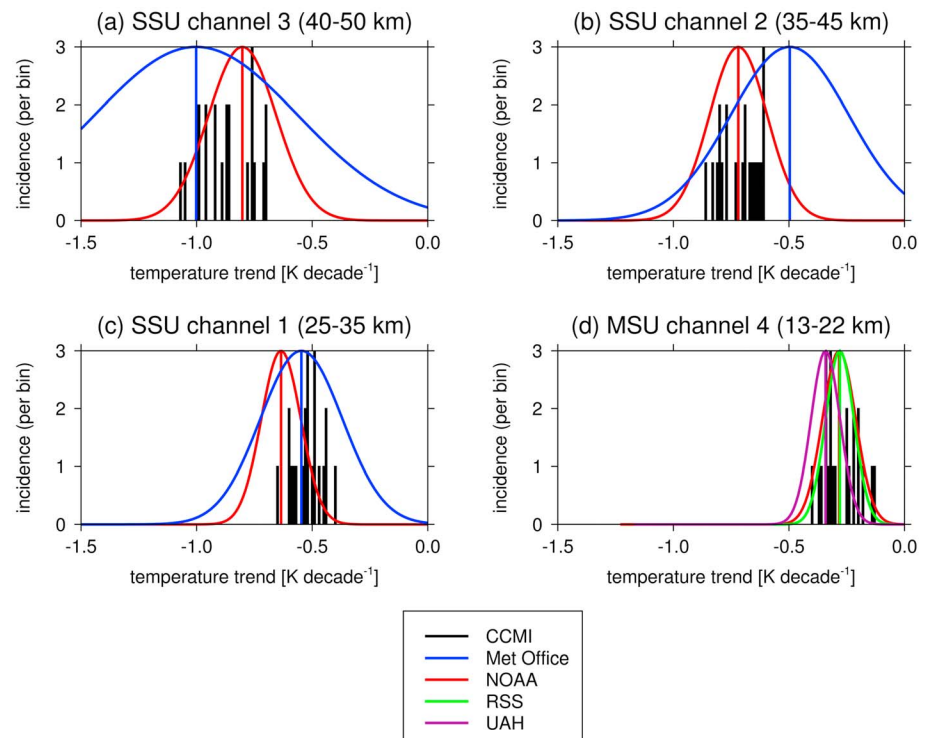 (a) SSU channel 3 (40-50 km)
incidence (per bin)
3
2
1
0
-1.5 -1.0 -0.5 0.0
temperature trend [K decade⁻¹]
(b) SSU channel 2 (35-45 km)
incidence (per bin)
3
2
1
0
-1.5 -1.0 -0.5 0.0
temperature trend [K decade⁻¹]
(c) SSU channel 1 (25-35 km)
incidence (per bin)
3
2
1
0
-1.5 -1.0 -0.5 0.0
temperature trend [K decade⁻¹]
(d) MSU channel 4 (13-22 km)
incidence (per bin)
3
2
1
0
-1.5 -1.0 -0.5 0.0
temperature trend [K decade⁻¹]
CCMI
Met Office
NOAA
RSS
UAH